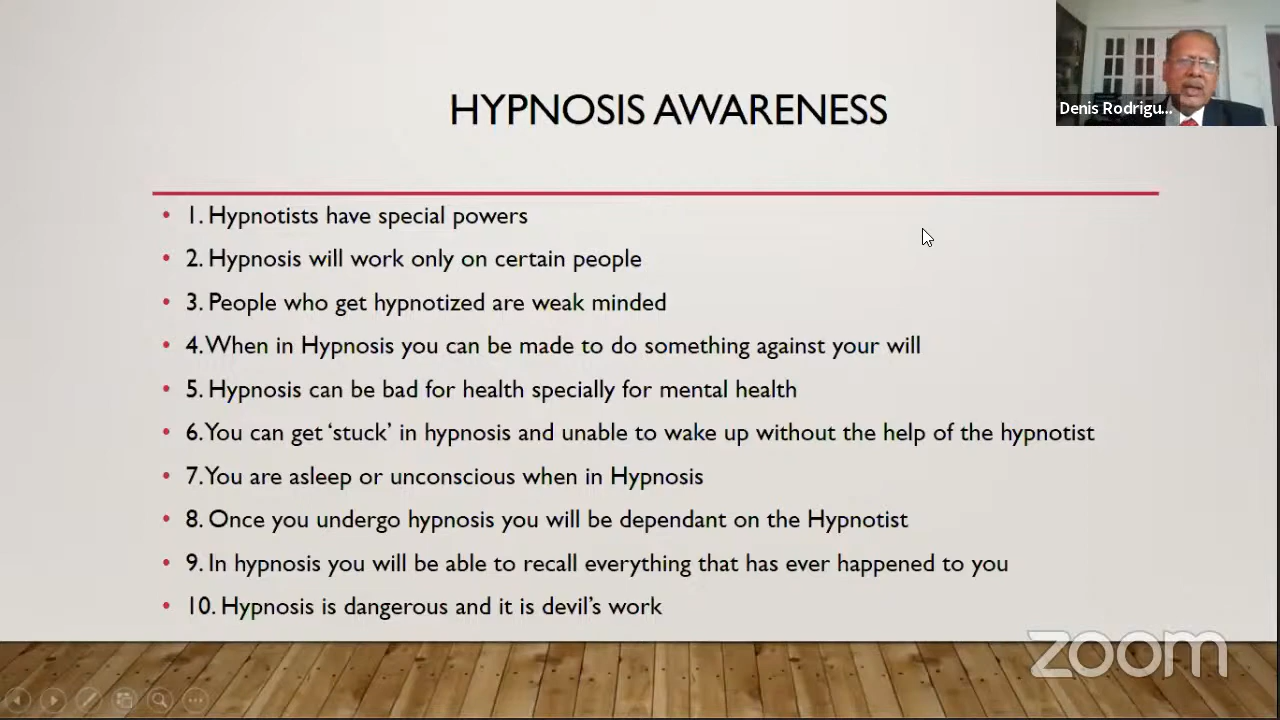 HYPNOSIS AWARENESS
Denis Rodrigu...
• 1. Hypnotists have special powers
• 2. Hypnosis will work only on certain people
• 3. People who get hypnotized are weak minded
• 4. When in Hypnosis you can be made to do something against your will
• 5. Hypnosis can be bad for health specially for mental health
• 6. You can get ‘stuck’ in hypnosis and unable to wake up without the help of the hypnotist
• 7. You are asleep or unconscious when in Hypnosis
• 8. Once you undergo hypnosis you will be dependant on the Hypnotist
• 9. In hypnosis you will be able to recall everything that has ever happened to you
• 10. Hypnosis is dangerous and it is devil’s work
zoom